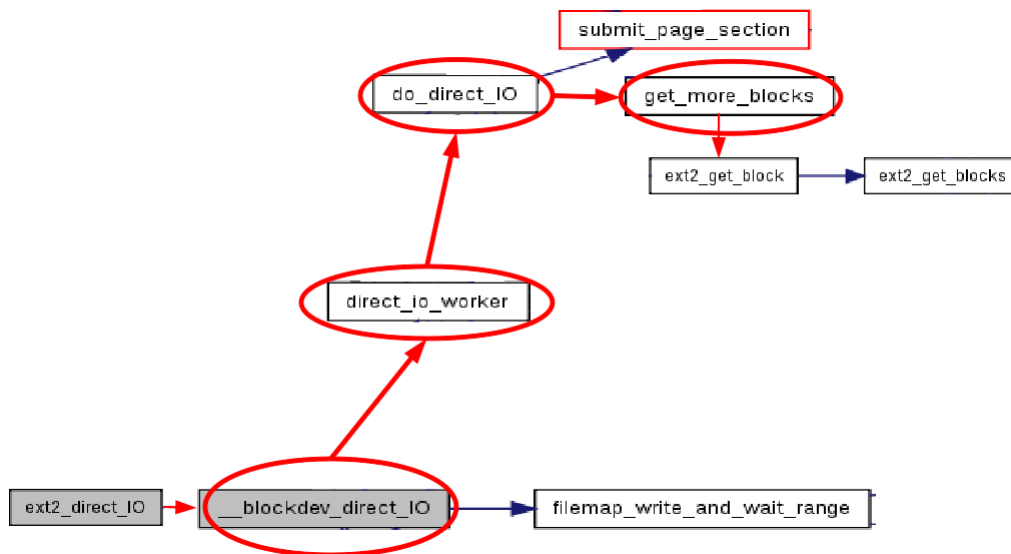 submit_page_section
do_direct_IO
get_more_blocks
ext2_get_block
ext2_get_blocks
direct_io_worker
ext2_direct_IO
__blockdev_direct_IO
filemap_write_and_wait_range